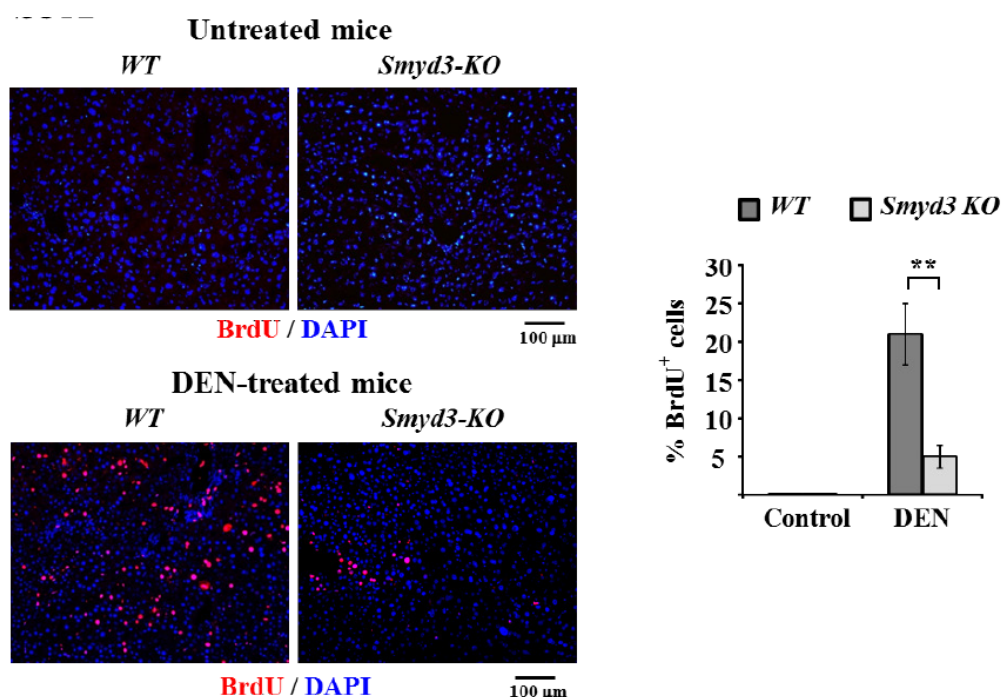 Untreated mice
WT Smyd3-KO
BrdU / DAPI
100 μm
DEN-treated mice
WT Smyd3-KO
BrdU / DAPI
100 μm
WT Smyd3 KO
**
% BrdU+ cells
30
25
20
15
10
5
Control DEN